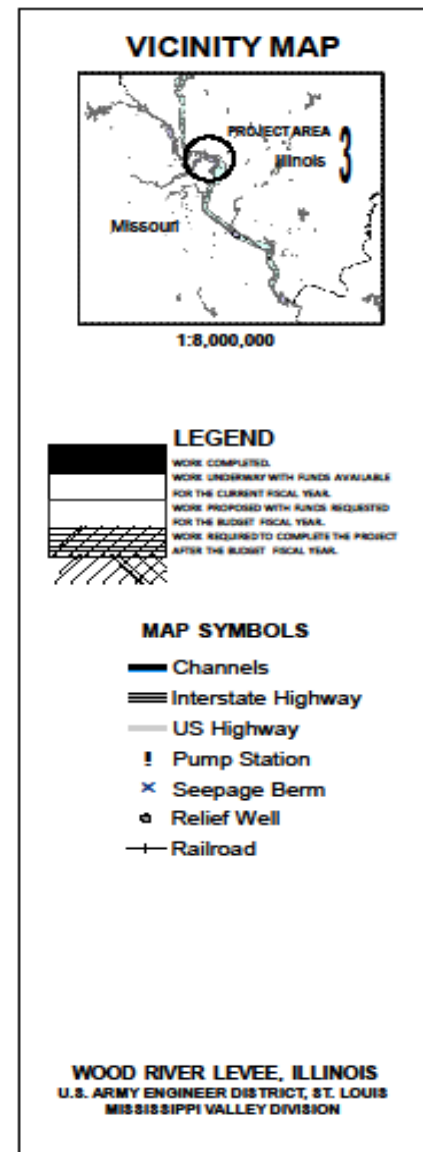 VICINITY MAP
PROJECT AREA
Illinois
3
Missouri
1:8,000,000
LEGEND
WORK COMPLETED.
WORK UNDERWAY WITH FUNDS AVAILABLE
FOR THE CURRENT FISCAL YEAR.
WORK PROPOSED WITH FUNDS REQUESTED
FOR THE BUDGET FISCAL YEAR.
WORK REQUIRED TO COMPLETE THE PROJECT
AFTER THE BUDGET FISCAL YEAR.
MAP SYMBOLS
Channels
Interstate Highway
US Highway
! Pump Station
Seepage Berm
Relief Well
Railroad
WOOD RIVER LEVEE, ILLINOIS
U.S. ARMY ENGINEER DISTRICT, ST. LOUIS
MISSISSIPPI VALLEY DIVISION